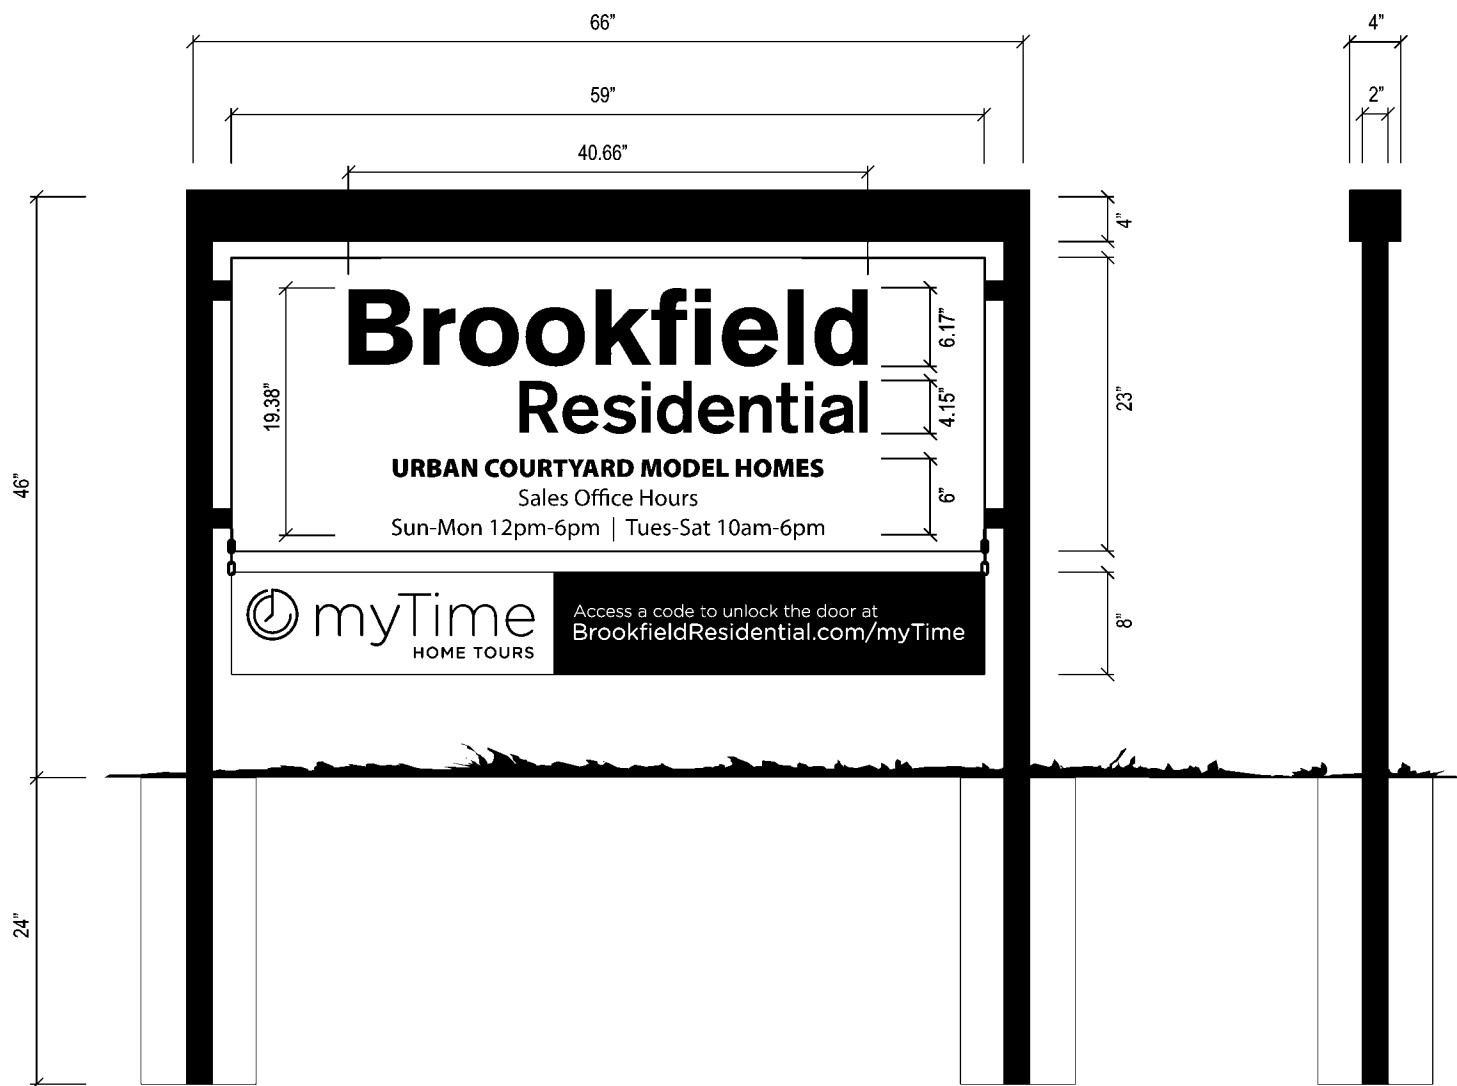 66”
4”
59”
2”
40.66”
4”
Brookfield
6.17”
Residential
4.15”
19.38”
23”
URBAN COURTYARD MODEL HOMES
Sales Office Hours
6”
Sun-Mon 12pm-6pm | Tues-Sat 10am-6pm
46”
myTime
HOME TOURS
Access a code to unlock the door at
BrookfieldResidential.com/myTime
8”
24”